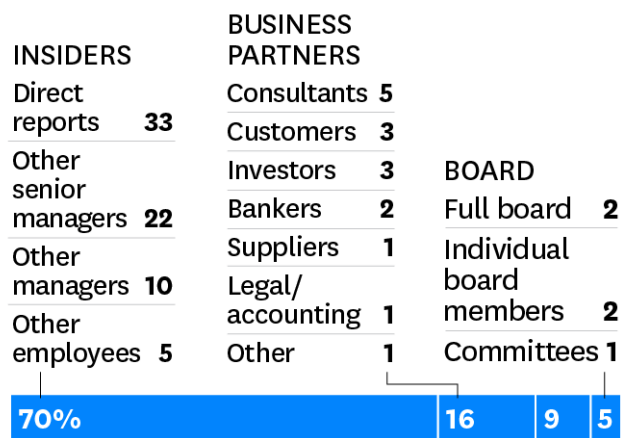 INSIDERS
Direct
reports 33
Other
senior
managers 22
Other
managers 10
Other
employees 5
BUSINESS
PARTNERS
Consultants 5
Customers 3
Investors 3
Bankers 2
Suppliers 1
Legal/
accounting 1
Other 1
BOARD
Full board 2
Individual
board
members 2
Committees 1
70% 16 9 5